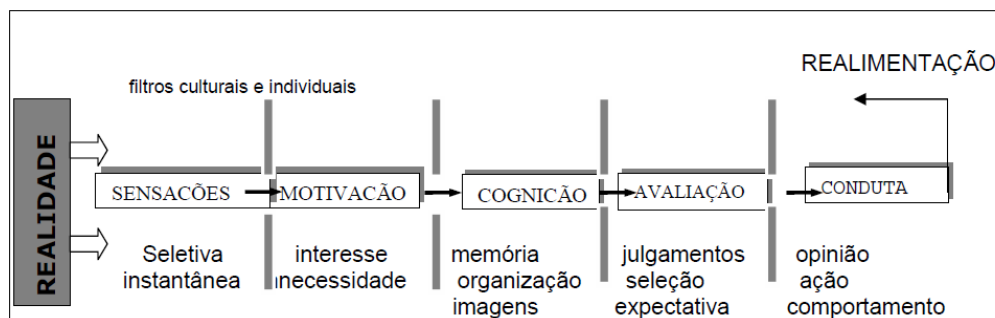 REALIMENTAÇÃO
filtros culturais e individuais
REALIDADE
SENSACÕES
MOTIVACÃO
COGNICÃO
AVALIAÇÃO
CONDUTA
Seletiva
instantânea
interesse
necessidade
memória
organização
imagens
julgamentos
seleção
expectativa
opinião
ação
comportamento